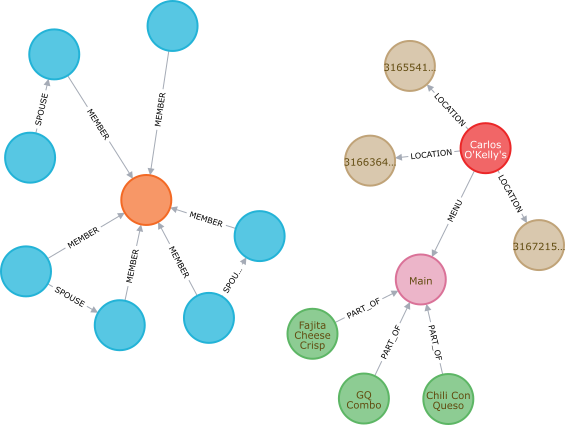 SPOUSE
MEMBER
MEMBER
MEMBER
MEMBER
SPOUSE
MEMBER
MEMBER
SPOU...
3165541...
LOCATION
3166364...
LOCATION
Carlos
O'Kelly's
LOCATION
3167215...
MENU
Main
Fajita
Cheese
Crisp
PART_OF
GQ
Combo
PART_OF
Chili Con
Queso
PART_OF